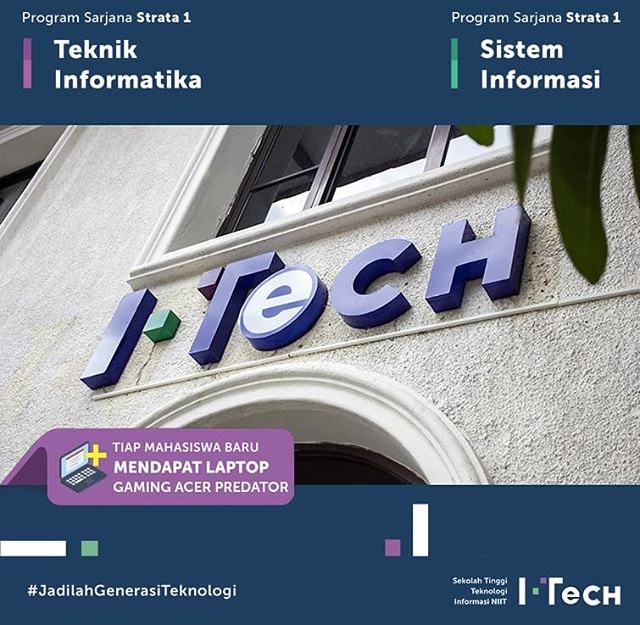 Program Sarjana Strata 1
Teknik
Informatika
Program Sarjana Strata 1
Sistem
Informasi
I-TecH
TIAP MAHASISWA BARU
MENDAPAT LAPTOP
GAMING ACER PREDATOR
#JadilahGenerasiTeknologi
Sekolah Tinggi
Teknologi
Informasi NIIT
I-TecH